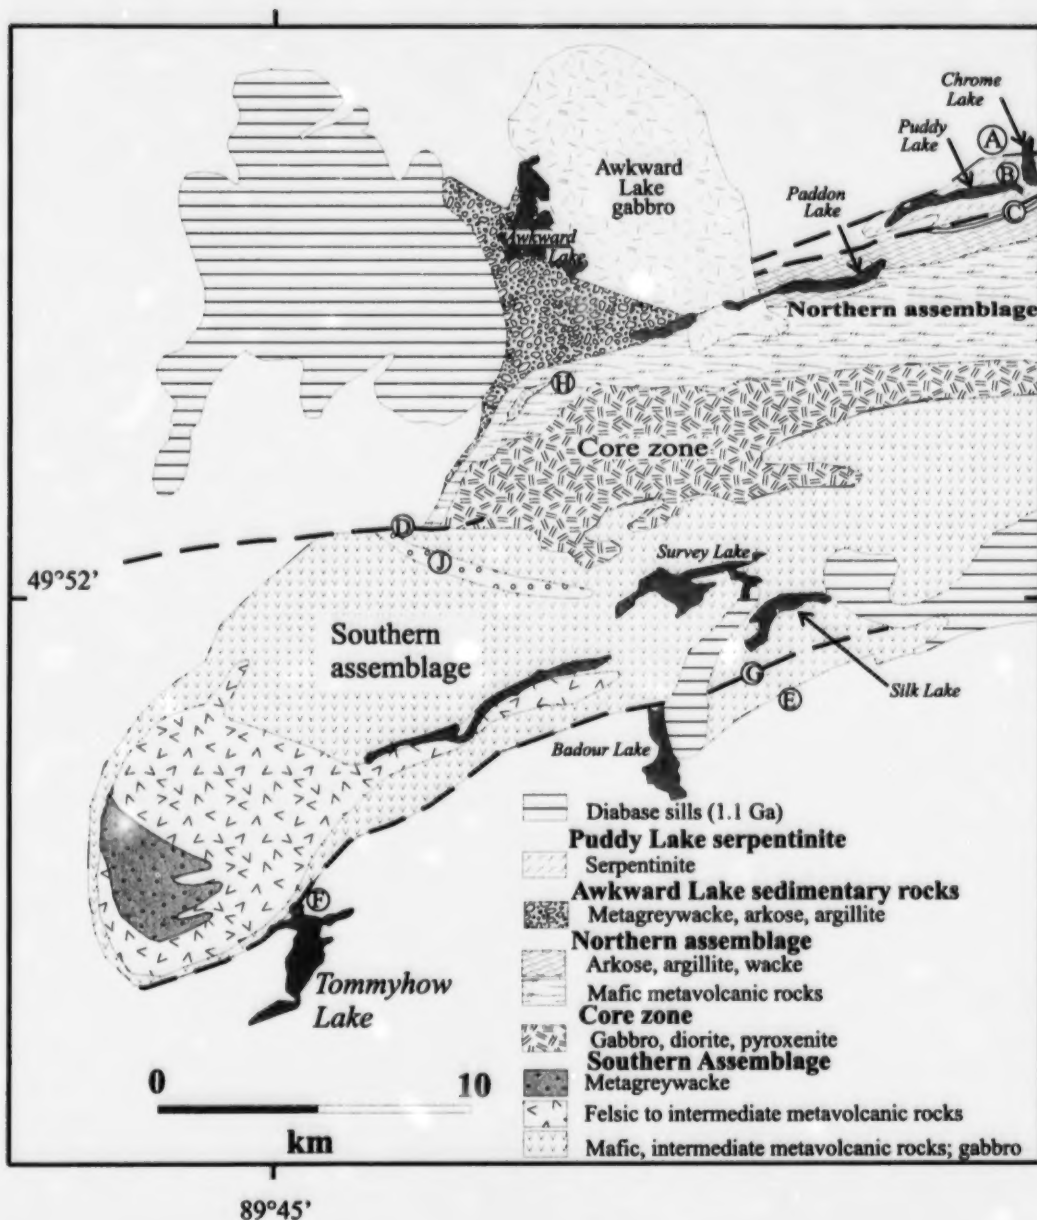 Chrome
Lake
A
Puddy
Lake
B
Awkward
Lake
gabbro
Paddon
Lake
C
Awkward
Lake
Northern assemblage
H
Core zone
D
J
Survey Lake
49°52'
Southern
assemblage
G
E
Silk Lake
Badour Lake
Diabase sills (1.1 Ga)
Puddy Lake serpentinite
Serpentinite
F
Awkward Lake sedimentary rocks
Metagreywacke, arkose, argillite
Northern assemblage
Arkose, argillite, wacke
Tommyhow
Lake
Mafic metavolcanic rocks
Core zone
Gabbro, diorite, pyroxenite
Southern Assemblage
0 10
Metagreywacke
Felsic to intermediate metavolcanic rocks
km
Mafic, intermediate metavolcanic rocks; gabbro
89°45'